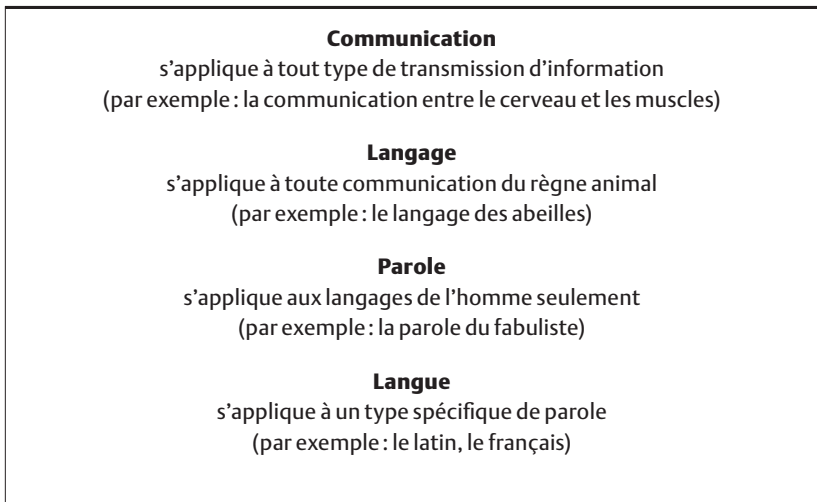 Communication
s’applique à tout type de transmission d’information
(par exemple : la communication entre le cerveau et les muscles)
Langage
s’applique à toute communication du règne animal
(par exemple : le langage des abeilles)
Parole
s’applique aux langages de l’homme seulement
(par exemple : la parole du fabuliste)
Langue
s’applique à un type spécifique de parole
(par exemple : le latin, le français)